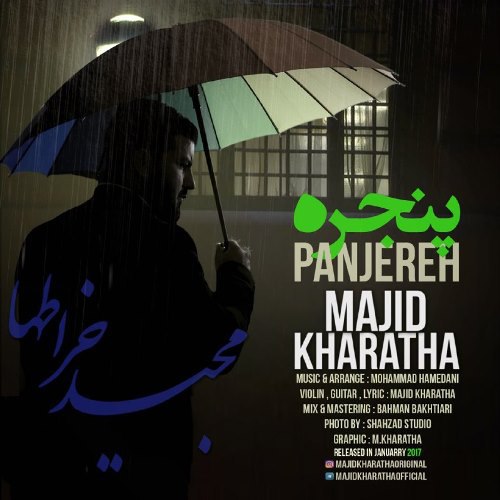 پنجره
PANJEREH
MAJID
KHARATHA
مجید خراطها
MUSIC & ARRANGE : MOHAMMAD HAMEDANI
VIOLIN , GUITAR , LYRIC : MAJID KHARATHA
MIX & MASTERING : BAHMAN BAKHTIARI
PHOTO BY : SHAHZAD STUDIO
GRAPHIC : M.KHARATHA
RELEASED IN JANUARRY 2017
MAJIDKHARATHAORIGINAL
MAJIDKHARATHAOFFICIAL